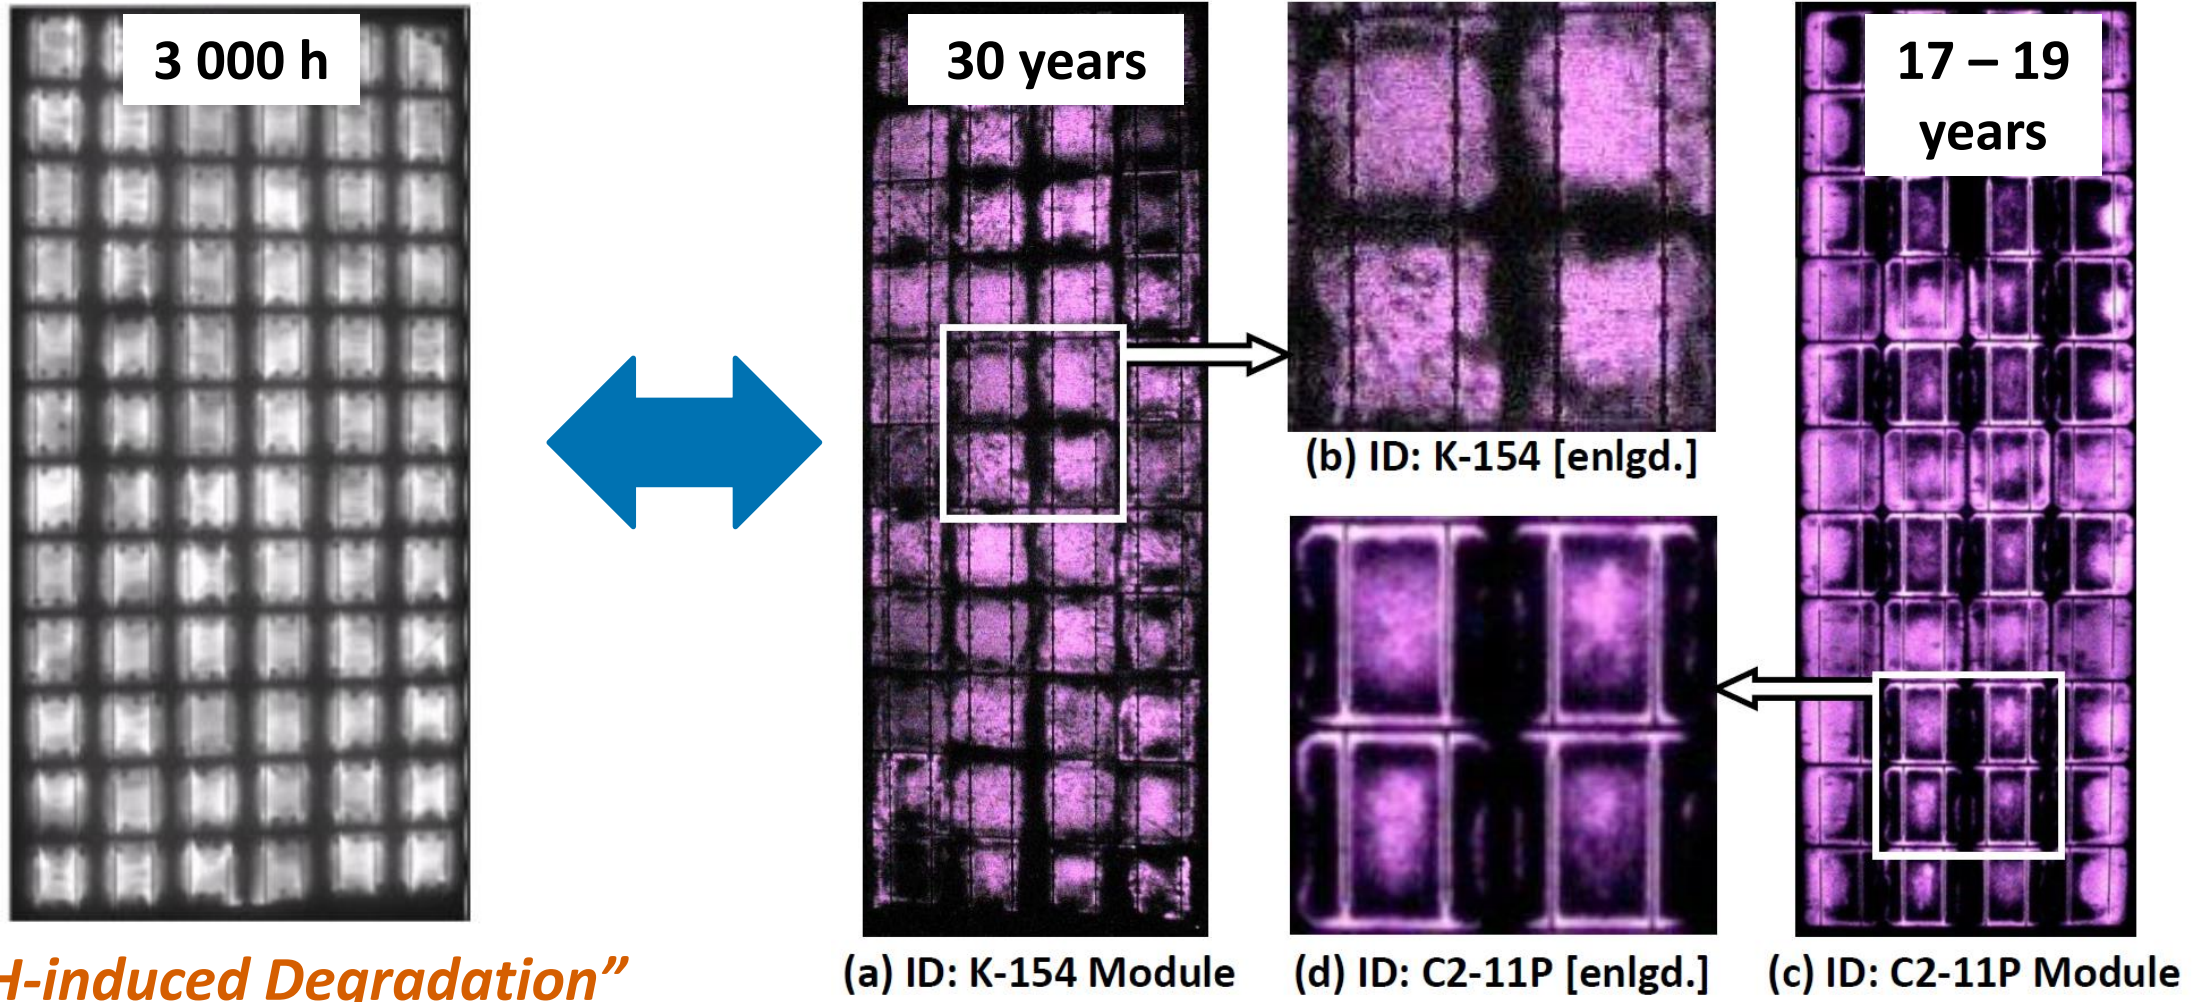 3 000 h
30 years
17 – 19
years
(b) ID: K-154 [enlgd.]
H-induced Degradation”
(a) ID: K-154 Module
(d) ID: C2-11P [enlgd.]
(c) ID: C2-11P Module